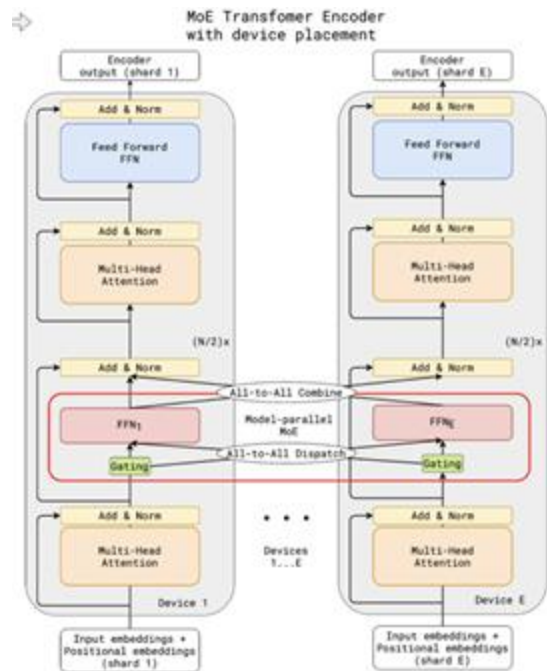 MoE Transfomer Encoder
with device placement
Encoder
output (shard 1)
Add & Norm
Feed Forward
FFN
Add & Norm
Multi-Head
Attention
(N/2)x
Add & Norm
FFN1
Gating
Add & Norm
Multi-Head
Attention
Device 1
Input embeddings +
Positional embeddings
(shard 1)
All-to-All Combine
Model-parallel
MoE
All-to-All Dispatch
Devices
1...E
Encoder
output (shard E)
Add & Norm
Feed Forward
FFN
Add & Norm
Multi-Head
Attention
(N/2)x
Add & Norm
FFNE
Gating
Add & Norm
Multi-Head
Attention
Device E
Input embeddings +
Positional embeddings
(shard E)